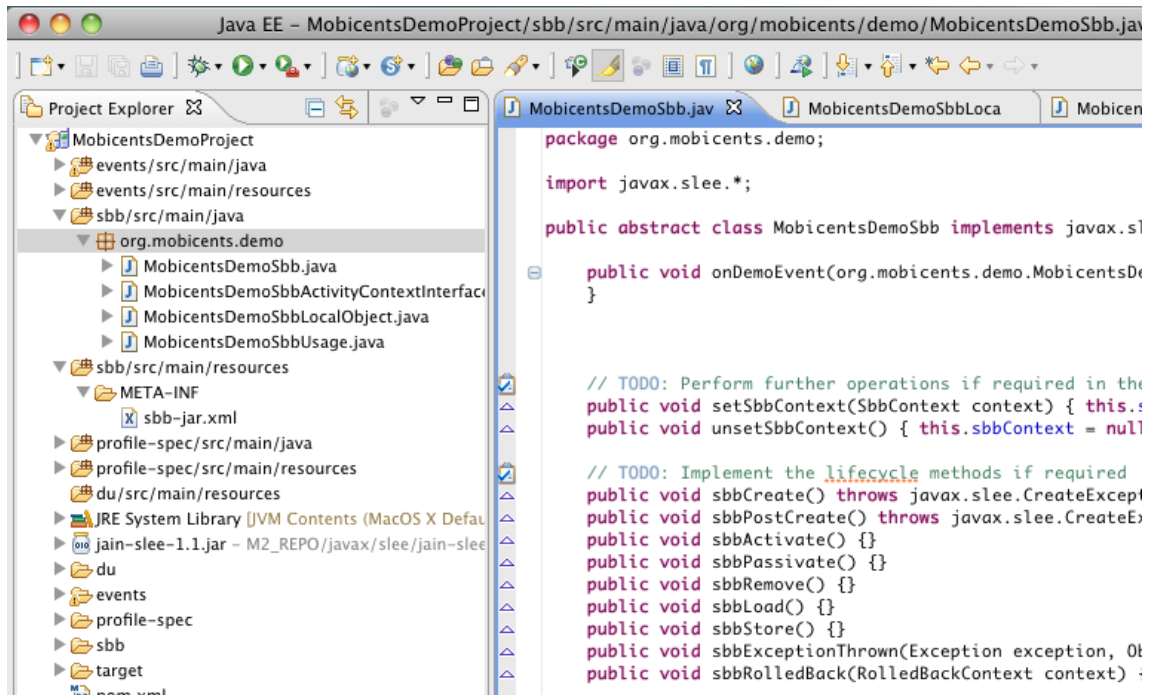 Java EE – MobicentsDemoProject/sbb/src/main/java/org/mobicents/demo/MobicentsDemoSbb.jav
Project Explorer
MobicentsDemoProject
events/src/main/java
events/src/main/resources
sbb/src/main/java
org.mobicents.demo
MobicentsDemoSbb.java
MobicentsDemoSbbActivityContextInterface
MobicentsDemoSbbLocalObject.java
MobicentsDemoSbbUsage.java
sbb/src/main/resources
META-INF
sbb-jar.xml
profile-spec/src/main/java
profile-spec/src/main/resources
du/src/main/resources
JRE System Library [JVM Contents (MacOS X Defau
jain-slee-1.1.jar – M2_REPO/javax/slee/jain-slee
du
events
profile-spec
sbb
target
pom.xml
MobicentsDemoSbb.jav MobicentsDemoSbbLoca Mobicen
package org.mobicents.demo;
import javax.slee.*;
public abstract class MobicentsDemoSbb implements javax.sl
public void onDemoEvent(org.mobicents.demo.MobicentsDe
}
// TODO: Perform further operations if required in the
public void setSbbContext(SbbContext context) { this.s
public void unsetSbbContext() { this.sbbContext = null
// TODO: Implement the lifecycle methods if required
public void sbbCreate() throws javax.slee.CreateExcept
public void sbbPostCreate() throws javax.slee.CreateEx
public void sbbActivate() {}
public void sbbPassivate() {}
public void sbbRemove() {}
public void sbbLoad() {}
public void sbbStore() {}
public void sbbExceptionThrown(Exception exception, Ob
public void sbbRolledBack(RolledBackContext context) {